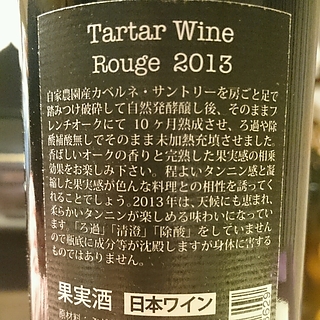 Tartar Wine
Rouge 2013
自家農園産カベルネ・サントリーを房ごと足で
踏みつけ破砕して自然発酵醸し後、そのままフ
レンチオークにて 10ヶ月熟成させ、ろ過や除
酸補酸無しでそのまま未加熱充填させました。
香ばしいオークの香りと完熟した果実感の相乗
効果をお楽しみ下さい。程よいタンニン感と凝
縮した果実感が色んな料理との相性を誘ってく
れることでしょう。2013年は、天候にも恵まれ、
柔らかいタンニンが楽しめる味わいになっていま
す。「ろ過」「清澄」「除酸」をしていません
ので瓶底に成分等が沈殿しますが身体に害する
ものではありません。
果実酒 日本ワイン